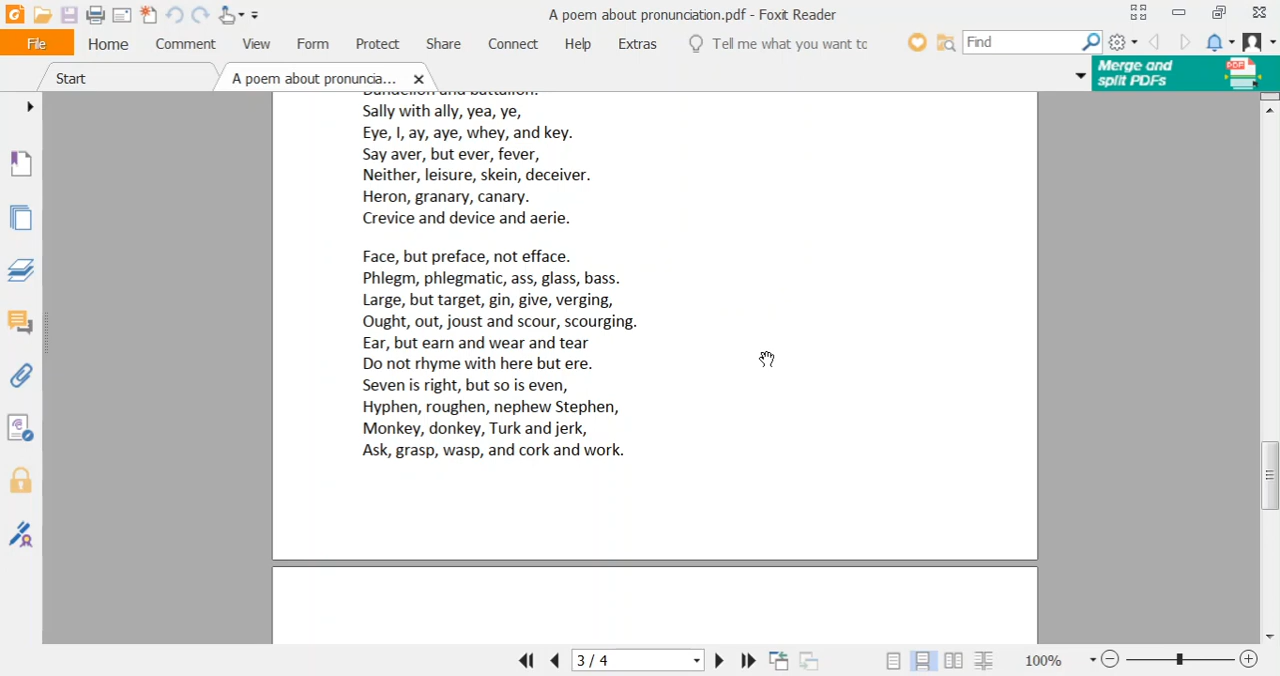 A poem about pronunciation.pdf - Foxit Reader
File Home Comment View Form Protect Share Connect Help Extras Tell me what you want to Find
Start A poem about pronuncia... Merge and
split PDFs
Dandelion and battalion.
Sally with ally, yea, ye,
Eye, I, ay, aye, whey, and key.
Say aver, but ever, fever,
Neither, leisure, skein, deceiver.
Heron, granary, canary.
Crevice and device and aerie.
Face, but preface, not efface.
Phlegm, phlegmatic, ass, glass, bass.
Large, but target, gin, give, verging,
Ought, out, joust and scour, scourging.
Ear, but earn and wear and tear
Do not rhyme with here but ere.
Seven is right, but so is even,
Hyphen, roughen, nephew Stephen,
Monkey, donkey, Turk and jerk,
Ask, grasp, wasp, and cork and work.
3 / 4 100%